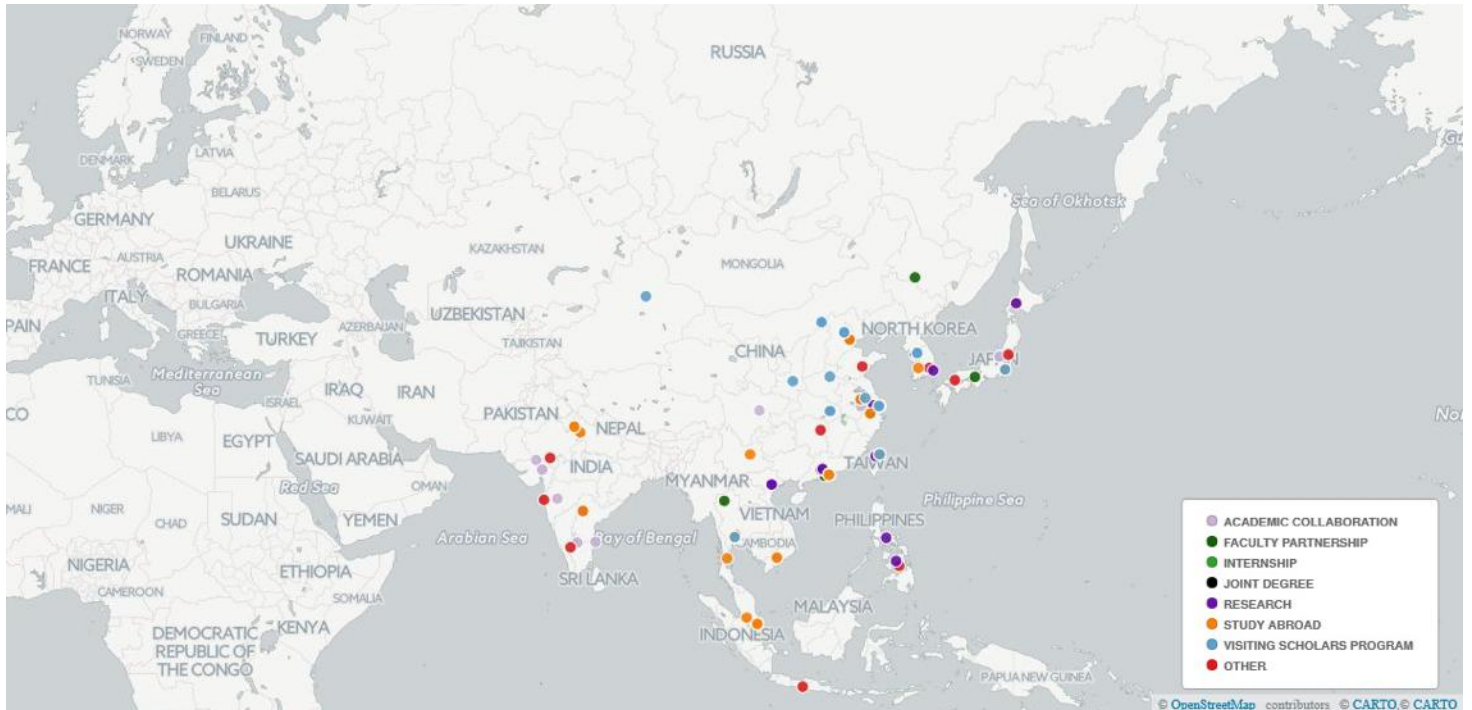 NORWAY
FINLAND
SWEDEN
RUSSIA
DENMARK
LATVIA
BELARUS
Sea of Okhotsk
GERMANY
UKRAINE
KAZAKHSTAN
FRANCE
AUSTRIA
ROMANIA
MONGOLIA
ITALY
BULGARIA
UZBEKISTAN
PAIN
GREECE
TURKEY
AZERBAIJAN
TAJIKISTAN
NORTH KOREA
CHINA
JAPAN
TUNISIA
Mediterranean
Sea
ISRAEL
IRAQ
IRAN
CO
KUWAIT
PAKISTAN
NEPAL
LIBYA
EGYPT
SAUDI ARABIA
INDIA
TAIWAN
Red Sea
OMAN
MYANMAR
Philippine Sea
MALI
NIGER
CHAD
SUDAN
YEMEN
VIETNAM
PHILIPPINES
Arabian Sea
Bay of Bengal
CAMBODIA
NIGERIA
ETHIOPIA
SRI LANKA
CAMEROON
SOMALIA
MALAYSIA
DEMOCRATIC
REPUBLIC OF
THE CONGO
KENYA
INDONESIA
PAPUA NEW GUINEA
ACADEMIC COLLABORATION
FACULTY PARTNERSHIP
INTERNSHIP
JOINT DEGREE
RESEARCH
STUDY ABROAD
VISITING SCHOLARS PROGRAM
OTHER
© OpenStreetMap contributors © CARTO,© CARTO